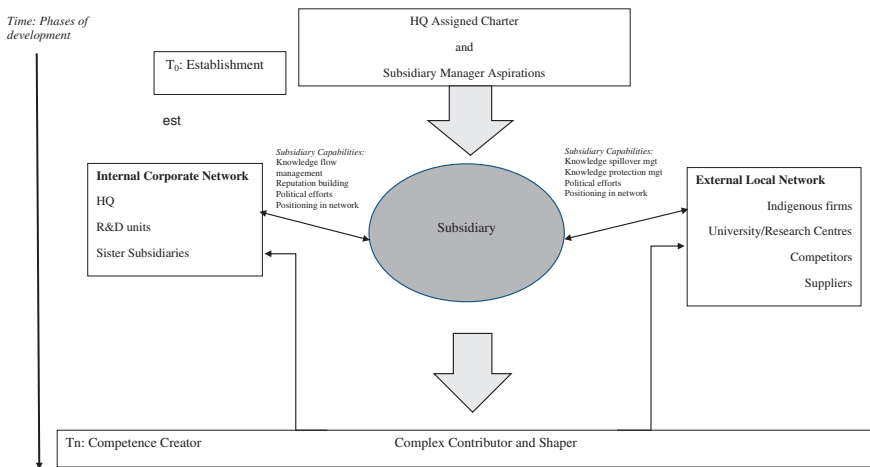 Time: Phases of
development
HQ Assigned Charter
and
Subsidiary Manager Aspirations
T0: Establishment
est
Subsidiary Capabilities:
Knowledge flow
management
Reputation building
Political efforts
Positioning in network
Subsidiary Capabilities:
Knowledge spillover mgt
Knowledge protection mgt
Political efforts
Positioning in network
Internal Corporate Network
HQ
R&D units
Sister Subsidiaries
Subsidiary
External Local Network
Indigenous firms
University/Research Centres
Competitors
Suppliers
Tn: Competence Creator
Complex Contributor and Shaper